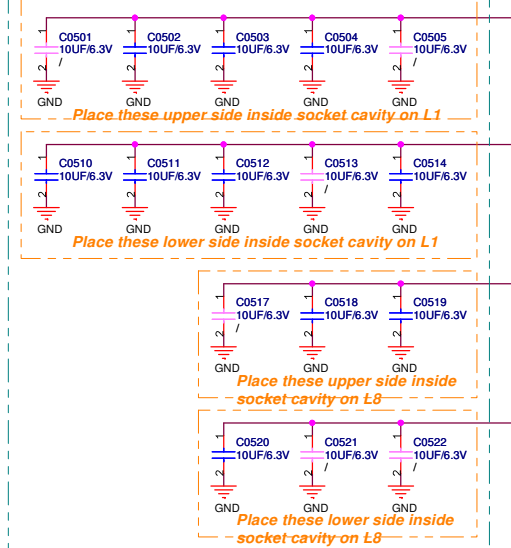 1 C0501 1 C0502 1 C0503 1 C0504 1 C0505
10UF/6.3V 10UF/6.3V 10UF/6.3V 10UF/6.3V 10UF/6.3V
2 / 2 2 2 2 /
GND GND GND GND GND
Place these upper side inside socket cavity on L1
1 C0510 1 C0511 1 C0512 1 C0513 1 C0514
10UF/6.3V 10UF/6.3V 10UF/6.3V 10UF/6.3V 10UF/6.3V
2 2 2 2 / 2
GND GND GND GND GND
Place these lower side inside socket cavity on L1
1 C0517 1 C0518 1 C0519
10UF/6.3V 10UF/6.3V 10UF/6.3V
2 / 2 2
GND GND GND
Place these upper side inside
socket cavity on L8
1 C0520 1 C0521 1 C0522
10UF/6.3V 10UF/6.3V 10UF/6.3V
2 2 / 2 /
GND GND GND
Place these lower side inside
socket cavity on L8